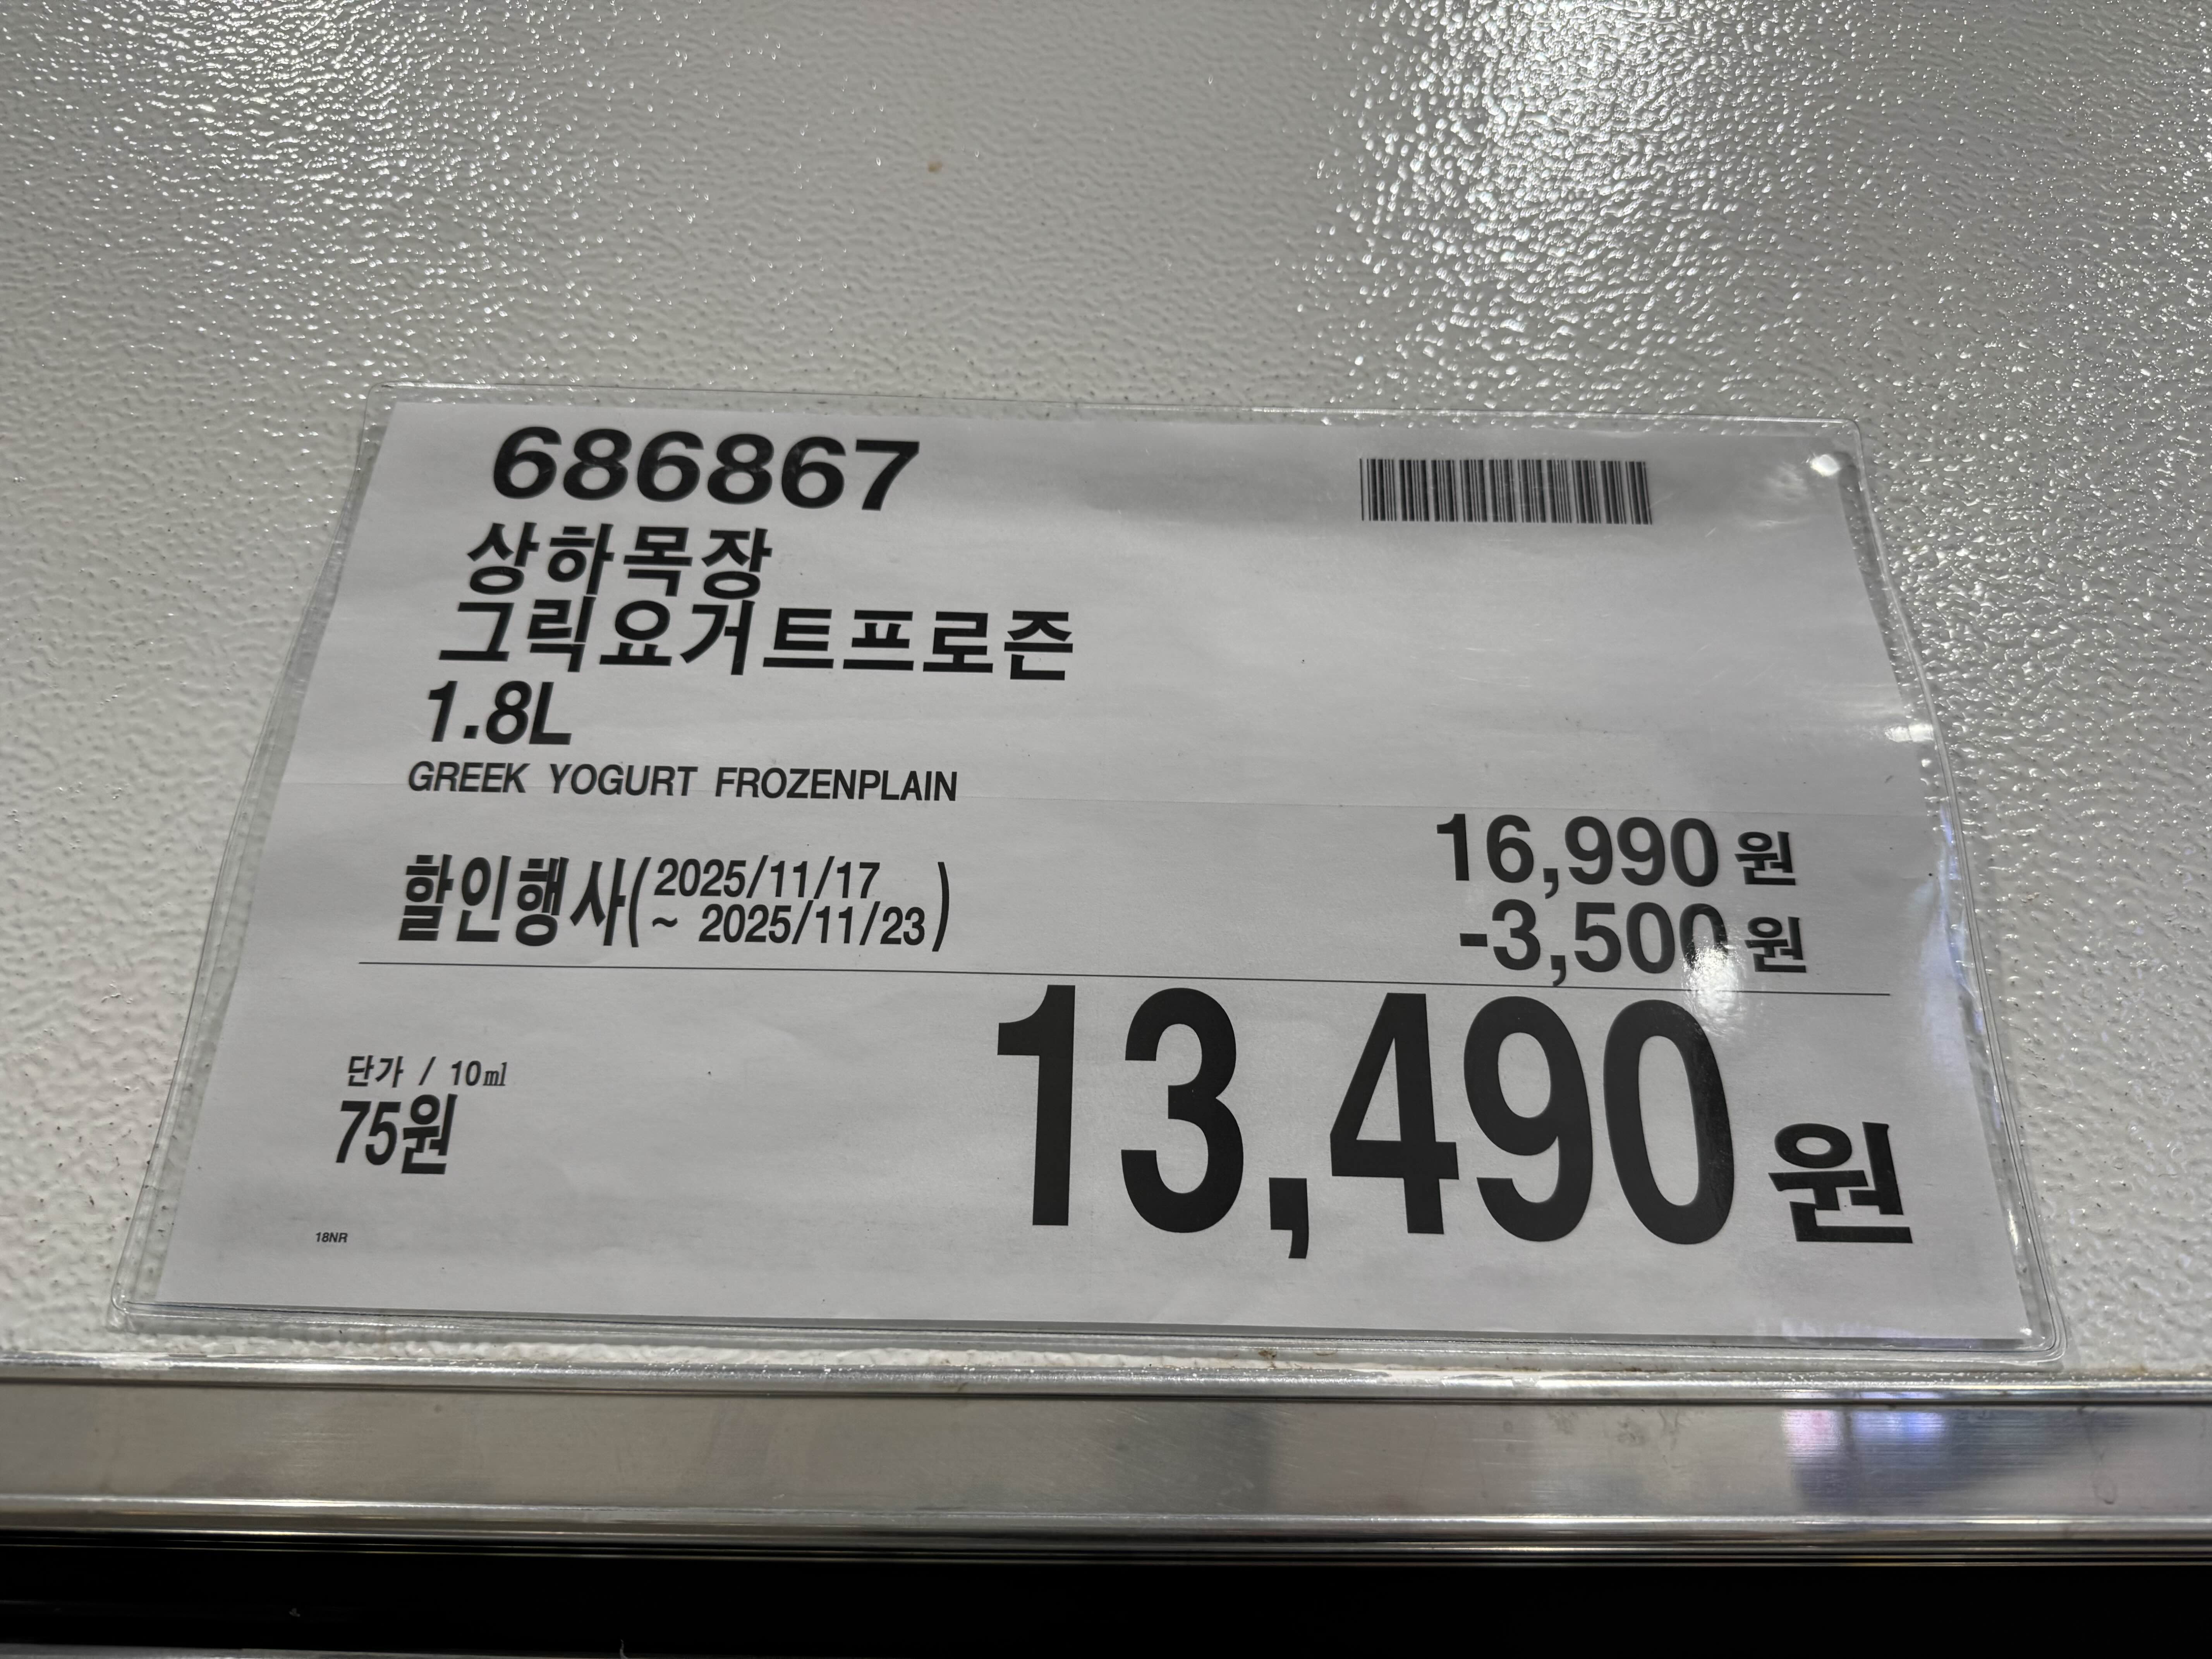 686867
상하목장
그릭요거트프로즌
1.8L
GREEK YOGURT FROZENPLAIN
16,990 원
할인행사(2025/11/17
~ 2025/11/23)
-3,500 원
13,490 원
단가 / 10㎖
75원
18NR